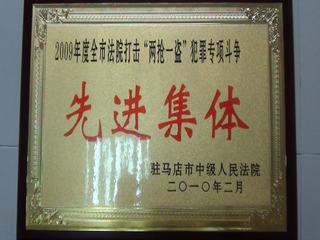 2009年度全市法院打击“两抢一盗”犯罪专项斗争
先进集体
驻马店市中级人民法院
二〇一〇年二月